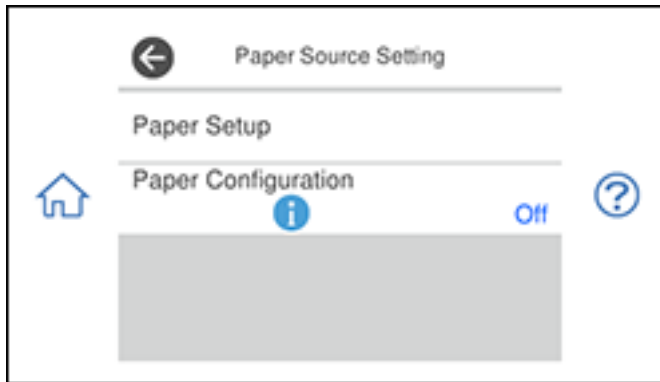 Paper Source Setting
Paper Setup
Paper Configuration
Off